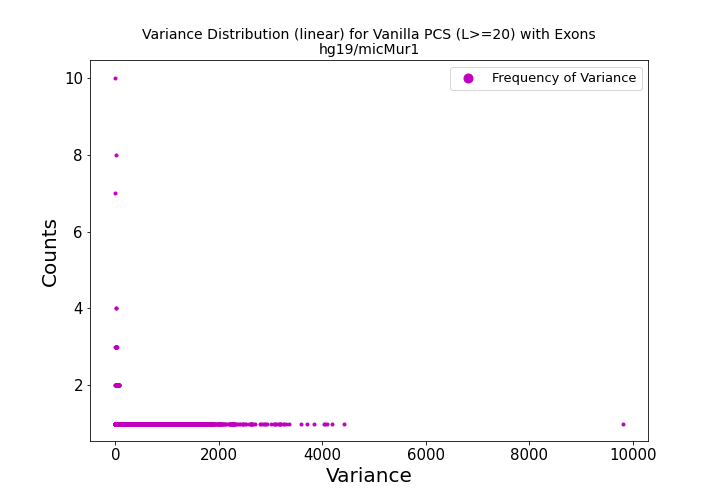 Variance Distribution (linear) for Vanilla PCS (L>=20) with Exons
hg19/micMur1
Frequency of Variance
10
8
6
4
2
Counts
0 2000 4000 6000 8000 10000
Variance